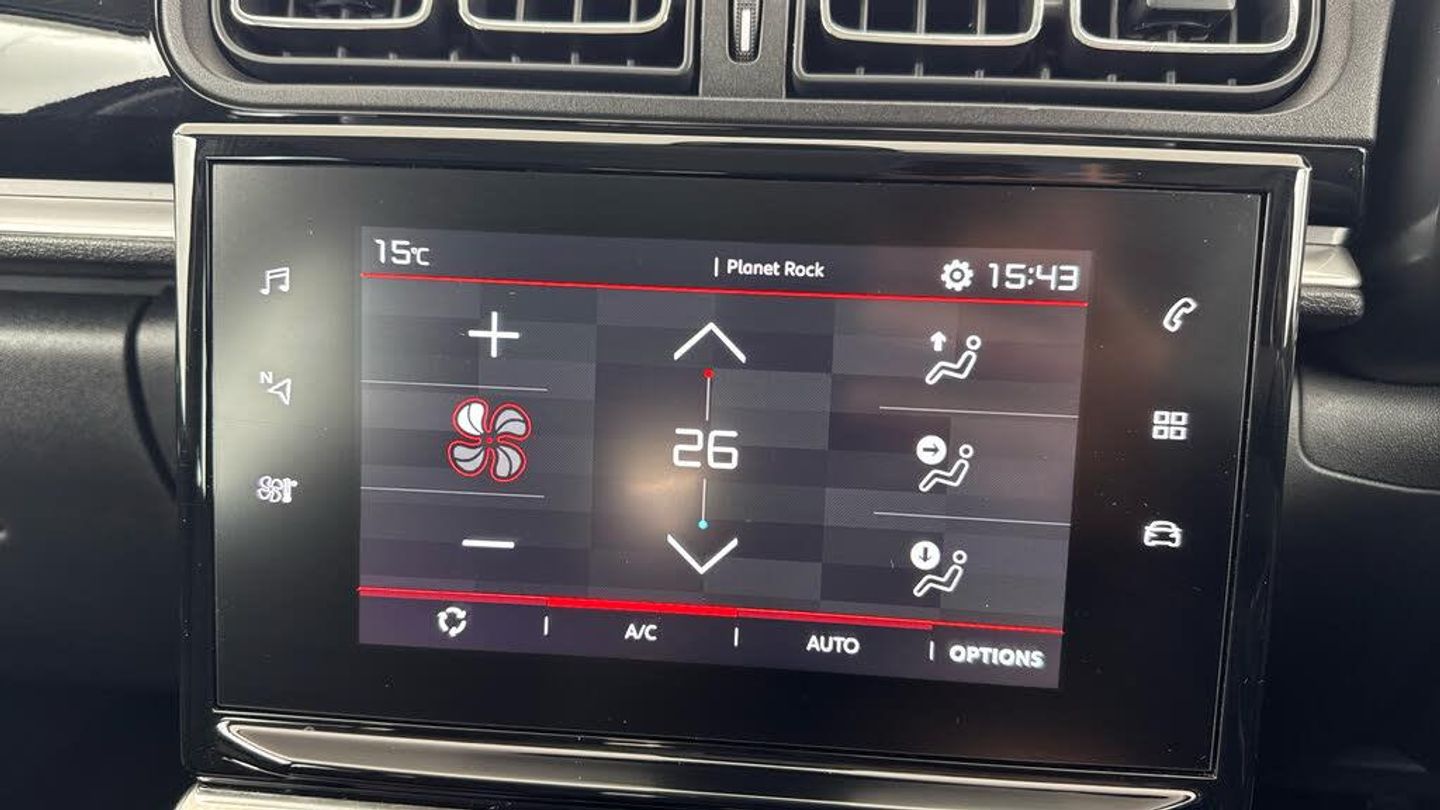 15°C
| Planet Rock
15:43
N
26
A/C
AUTO
OPTIONS